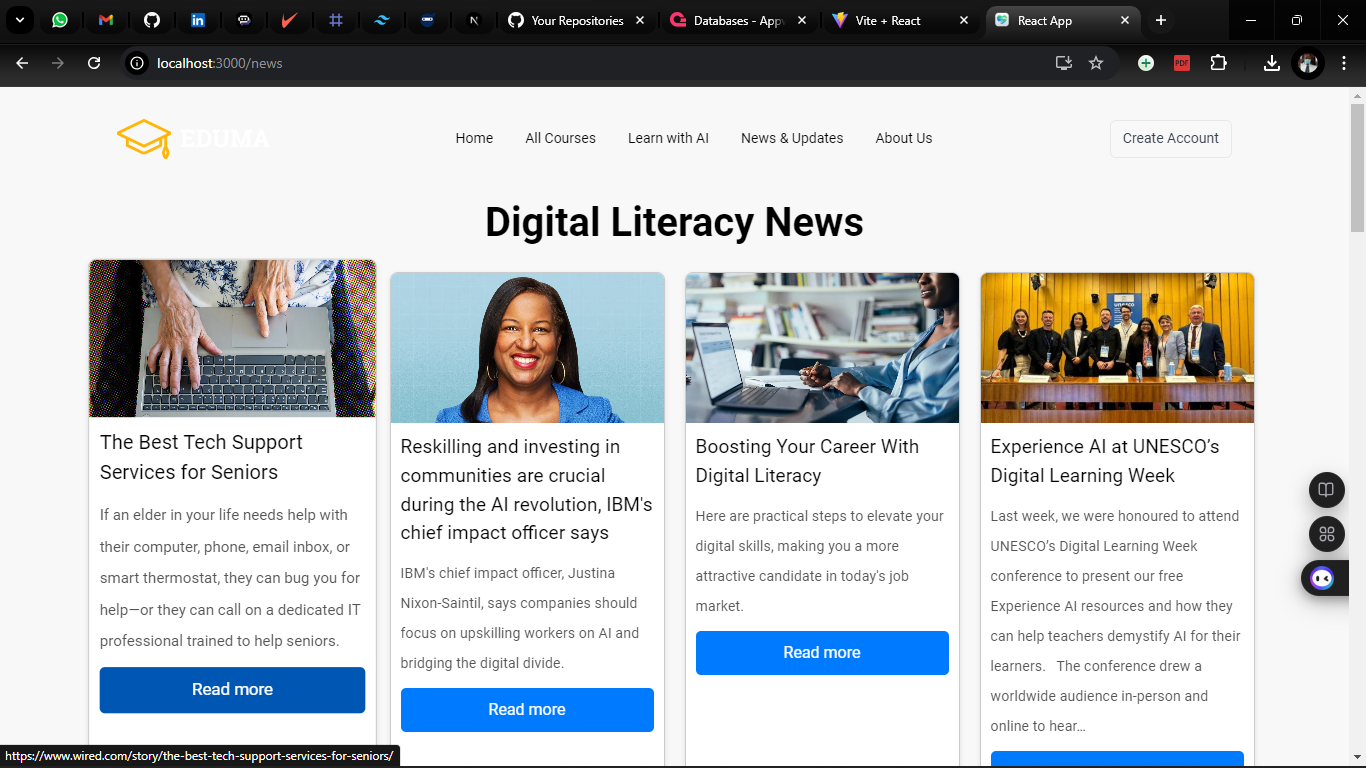 Your Repositories
Databases - Appw
Vite + React
React App
localhost:3000/news
PDF
EDUMA
Home
All Courses
Learn with AI
News & Updates
About Us
Create Account
Digital Literacy News
The Best Tech Support
Services for Seniors
If an elder in your life needs help with
their computer, phone, email inbox, or
smart thermostat, they can bug you for
help—or they can call on a dedicated IT
professional trained to help seniors.
Read more
Reskilling and investing in
communities are crucial
during the AI revolution, IBM's
chief impact officer says
IBM's chief impact officer, Justina
Nixon-Saintil, says companies should
focus on upskilling workers on AI and
bridging the digital divide.
Read more
Boosting Your Career With
Digital Literacy
Here are practical steps to elevate your
digital skills, making you a more
attractive candidate in today's job
market.
Read more
unesco
Experience AI at UNESCO’s
Digital Learning Week
Last week, we were honoured to attend
UNESCO’s Digital Learning Week
conference to present our free
Experience AI resources and how they
can help teachers demystify AI for their
learners.   The conference drew a
worldwide audience in-person and
online to hear…
https://www.wired.com/story/the-best-tech-support-services-for-seniors/